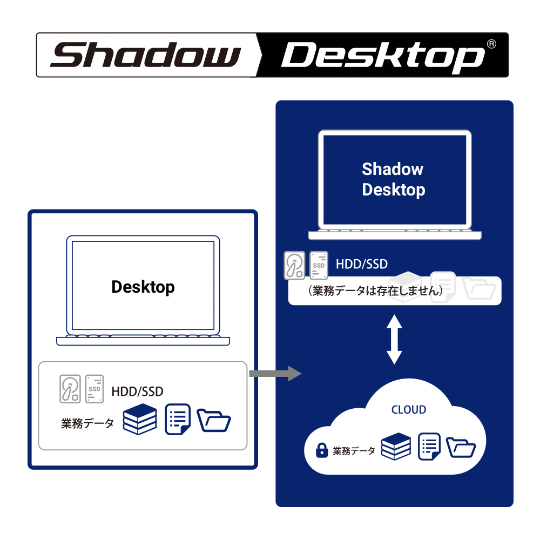 Shadow Desktop®
Desktop
HDD/SSD
SSD
業務データ
Shadow
Desktop
HDD/SSD
SSD
（業務データは存在しません）
CLOUD
業務データ